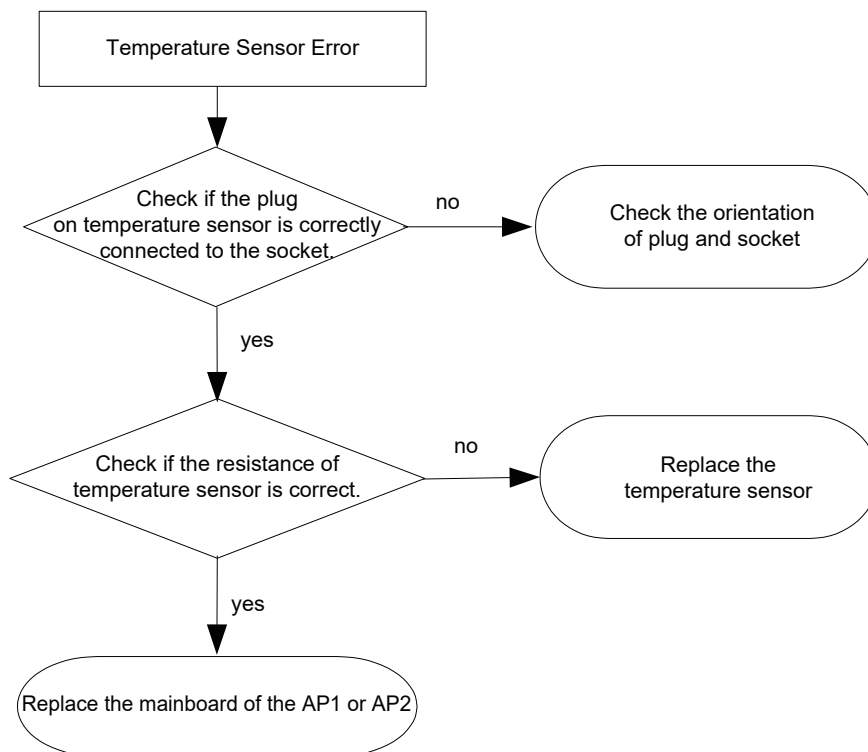 Temperature Sensor Error
Check if the plug
on temperature sensor is correctly
connected to the socket.
no
Check the orientation
of plug and socket
yes
Check if the resistance of
temperature sensor is correct.
no
Replace the
temperature sensor
yes
Replace the mainboard of the AP1 or AP2